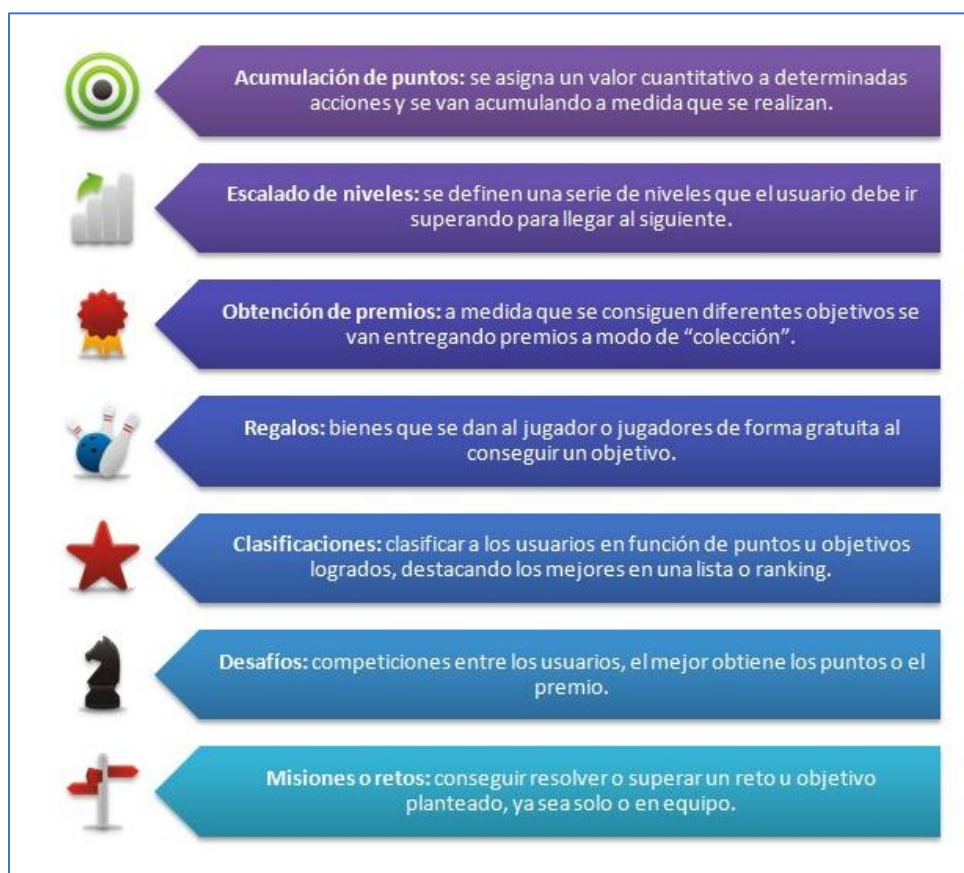 Acumulación de puntos: se asigna un valor cuantitativo a determinadas
acciones y se van acumulando a medida que se realizan.
Escalado de niveles: se definen una serie de niveles que el usuario debe ir
superando para llegar al siguiente.
Obtención de premios: a medida que se consiguen diferentes objetivos se
van entregando premios a modo de “colección”.
Regalos: bienes que se dan al jugador o jugadores de forma gratuita al
conseguir un objetivo.
Clasificaciones: clasificar a los usuarios en función de puntos u objetivos
logrados, destacando los mejores en una lista o ranking.
Desafíos: competiciones entre los usuarios, el mejor obtiene los puntos o el
premio.
Misiones o retos: conseguir resolver o superar un reto u objetivo
planteado, ya sea solo o en equipo.